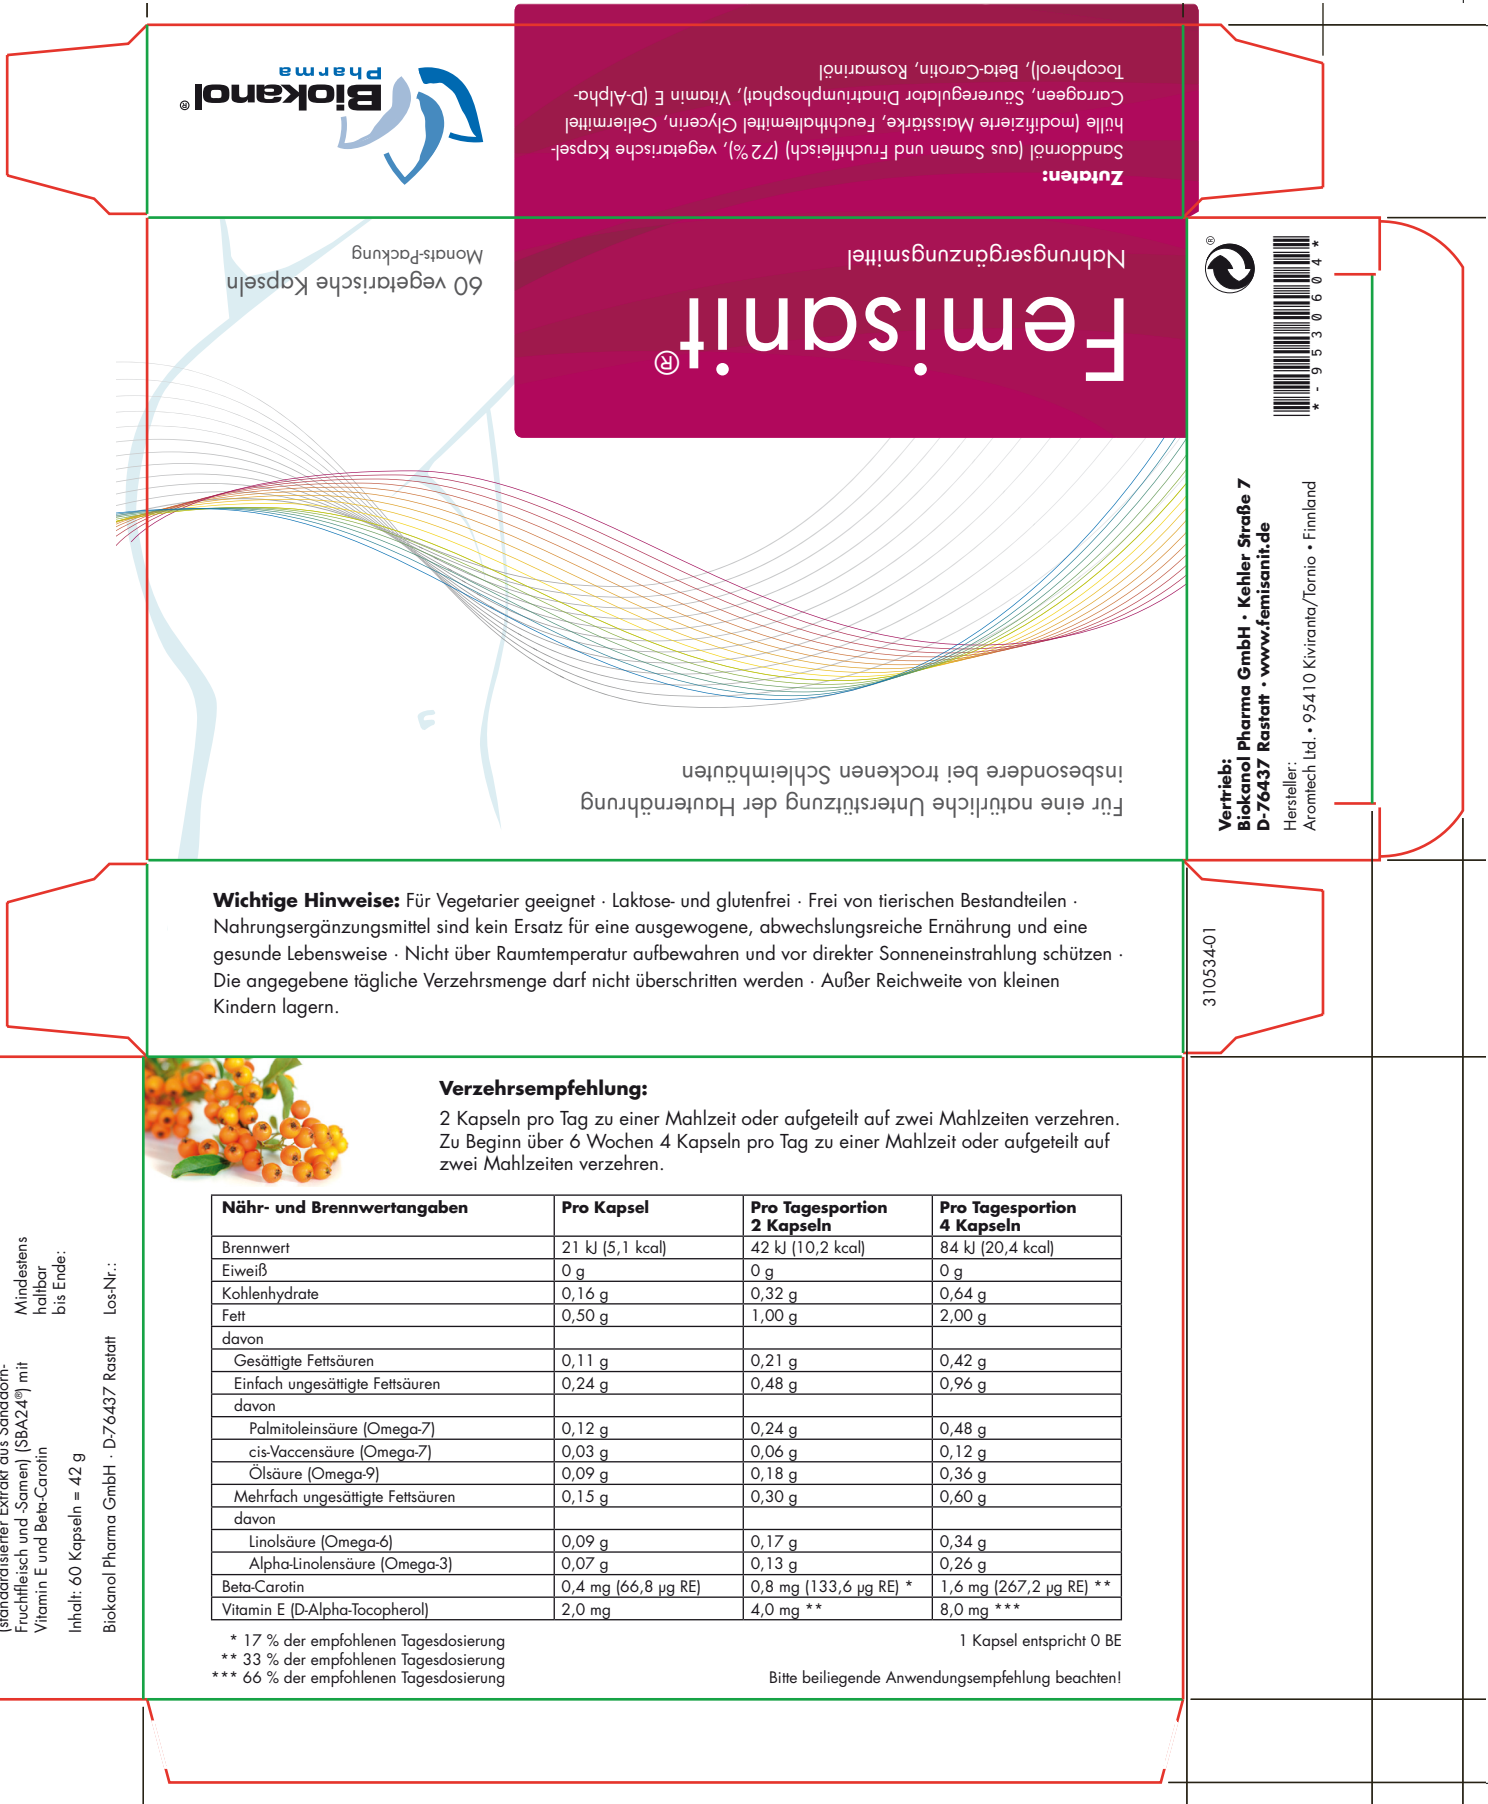 Biokanol®
Pharma
Zutaten:
Sanddornöl (aus Samen und Fruchtfleisch) (72%), vegetarische Kapsel-
hülle (modifizierte Maisstärke, Feuchthaltemittel Glycerin, Geliermittel
Carrageen, Säureregulator Dinatriumphosphat), Vitamin E (D-Alpha-
Tocopherol), Beta-Carotin, Rosmarinöl
Femisanit®
Nahrungsergänzungsmittel
60 vegetarische Kapseln
Monats-Packung
Für eine natürliche Unterstützung der Hauternährung
insbesondere bei trockenen Schleimhäuten
®
*-9530604*
Vertrieb:
Biokanol Pharma GmbH · Kehler Straße 7
D-76437 Rastatt · www.femisanit.de
Hersteller:
Aromtech Ltd. • 95410 Kiviranta/Tornio • Finnland
Wichtige Hinweise: Für Vegetarier geeignet · Laktose- und glutenfrei · Frei von tierischen Bestandteilen ·
Nahrungsergänzungsmittel sind kein Ersatz für eine ausgewogene, abwechslungsreiche Ernährung und eine
gesunde Lebensweise · Nicht über Raumtemperatur aufbewahren und vor direkter Sonneneinstrahlung schützen ·
Die angegebene tägliche Verzehrsmenge darf nicht überschritten werden · Außer Reichweite von kleinen
Kindern lagern.
310534-01
Verzehrsempfehlung:
2 Kapseln pro Tag zu einer Mahlzeit oder aufgeteilt auf zwei Mahlzeiten verzehren.
Zu Beginn über 6 Wochen 4 Kapseln pro Tag zu einer Mahlzeit oder aufgeteilt auf
zwei Mahlzeiten verzehren.
Nähr- und Brennwertangaben Pro Kapsel Pro Tagesportion 2 Kapseln Pro Tagesportion 4 Kapseln
Brennwert 21 kJ (5,1 kcal) 42 kJ (10,2 kcal) 84 kJ (20,4 kcal)
Eiweiß 0 g 0 g 0 g
Kohlenhydrate 0,16 g 0,32 g 0,64 g
Fett 0,50 g 1,00 g 2,00 g
davon
Gesättigte Fettsäuren 0,11 g 0,21 g 0,42 g
Einfach ungesättigte Fettsäuren 0,24 g 0,48 g 0,96 g
davon
Palmitoleinsäure (Omega-7) 0,12 g 0,24 g 0,48 g
cis-Vaccensäure (Omega-7) 0,03 g 0,06 g 0,12 g
Ölsäure (Omega-9) 0,09 g 0,18 g 0,36 g
Mehrfach ungesättigte Fettsäuren 0,15 g 0,30 g 0,60 g
davon
Linolsäure (Omega-6) 0,09 g 0,17 g 0,34 g
Alpha-Linolensäure (Omega-3) 0,07 g 0,13 g 0,26 g
Beta-Carotin 0,4 mg (66,8 µg RE) 0,8 mg (133,6 µg RE) * 1,6 mg (267,2 µg RE) **
Vitamin E (D-Alpha-Tocopherol) 2,0 mg 4,0 mg ** 8,0 mg ***
* 17 % der empfohlenen Tagesdosierung
** 33 % der empfohlenen Tagesdosierung
*** 66 % der empfohlenen Tagesdosierung
1 Kapsel entspricht 0 BE
Bitte beiliegende Anwendungsempfehlung beachten!
(standardisierter Extrakt aus Sanddorn-
Fruchtfleisch und -Samen) (SBA24®) mit
Vitamin E und Beta-Carotin
Inhalt: 60 Kapseln = 42 g
Biokanol Pharma GmbH · D-76437 Rastatt
Mindestens
haltbar
bis Ende:
Los-Nr.: